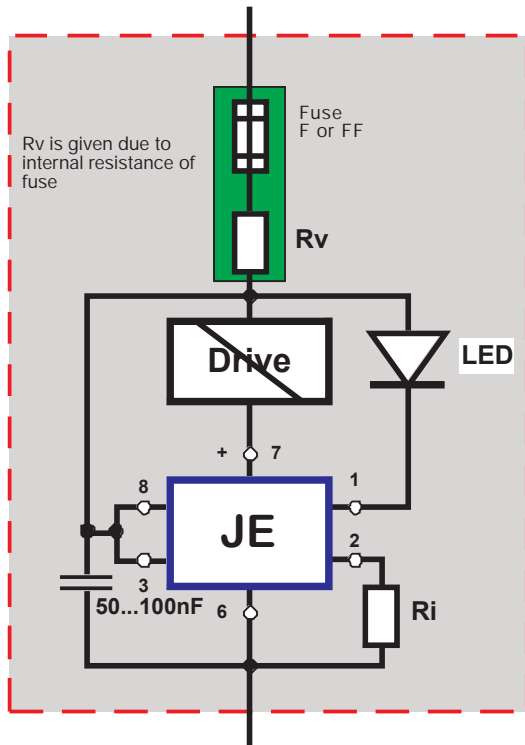 Fuse
F or FF
Rv is given due to
internal resistance of
fuse
Rv
Drive
LED
+ 7
8
1
JE
2
3
50...100nF
6
Ri